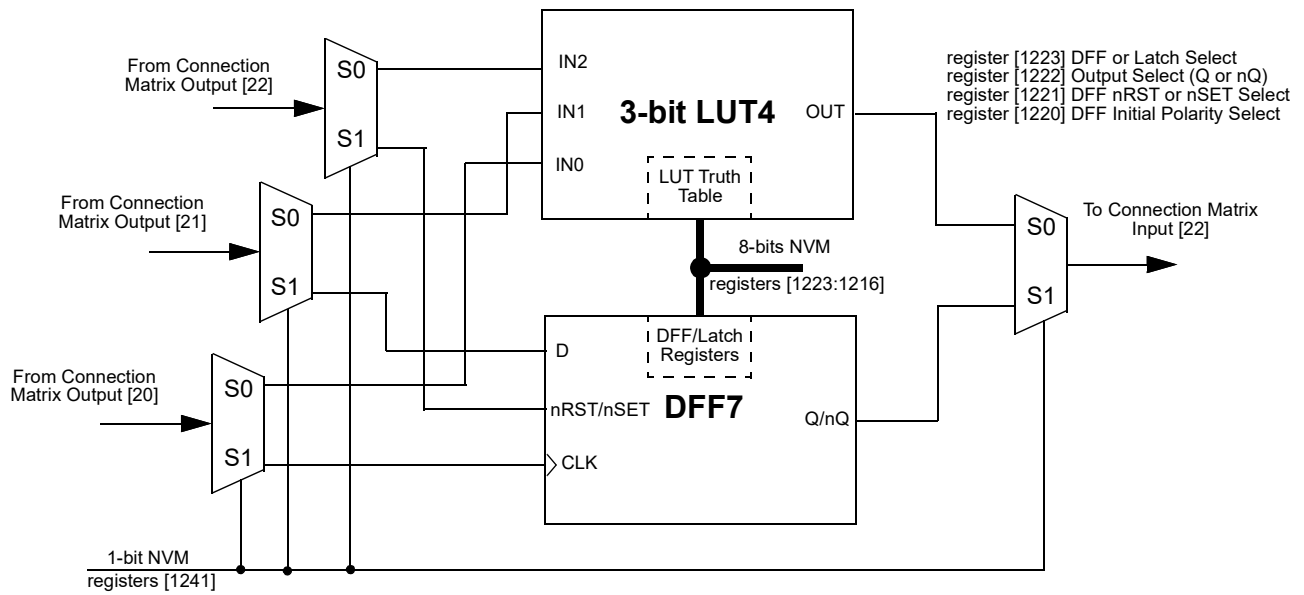 From Connection
Matrix Output [22]
S0
S1
IN2
IN1
IN0
3-bit LUT4
OUT
LUT Truth
Table
register [1223] DFF or Latch Select
register [1222] Output Select (Q or nQ)
register [1221] DFF nRST or nSET Select
register [1220] DFF Initial Polarity Select
From Connection
Matrix Output [21]
S0
S1
8-bits NVM
registers [1223:1216]
S0
S1
To Connection Matrix
Input [22]
From Connection
Matrix Output [20]
S0
S1
D
nRST/nSET
CLK
DFF/Latch
Registers
DFF7
Q/nQ
1-bit NVM
registers [1241]